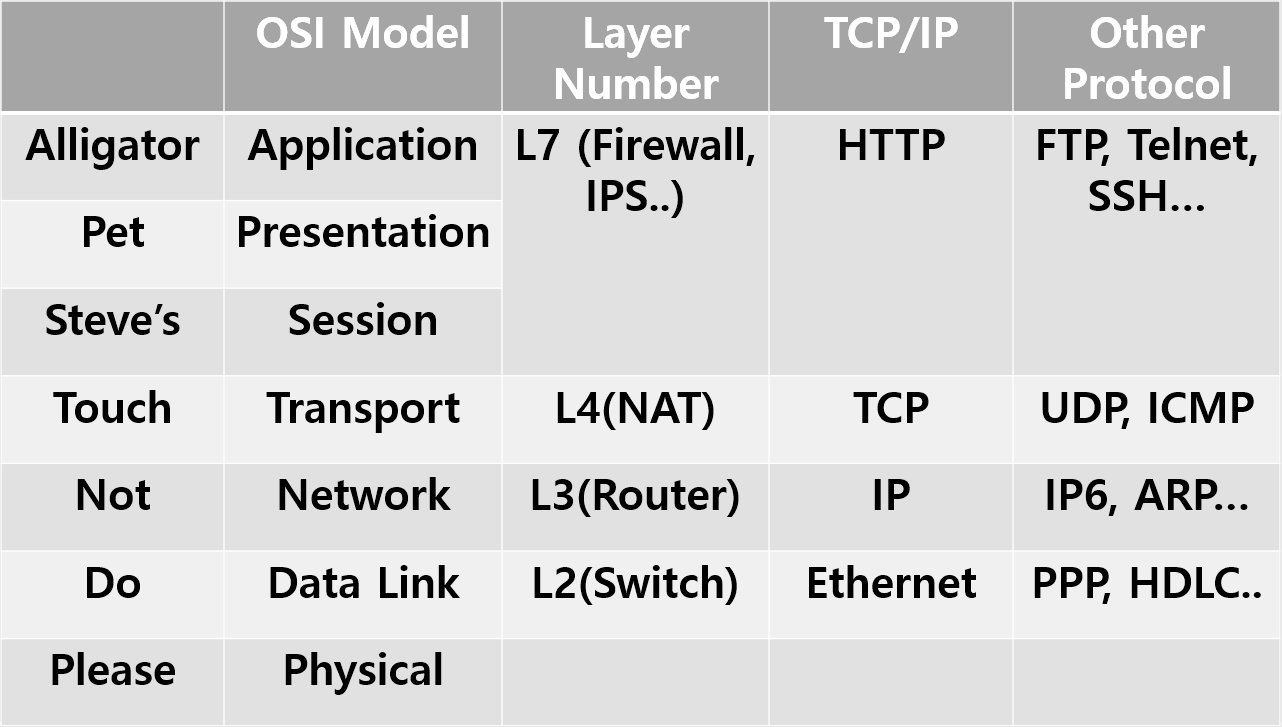 OSI Model Layer Number TCP/IP Other Protocol
Alligator Application L7 (Firewall, IPS..) HTTP FTP, Telnet, SSH...
Pet Presentation
Steve’s Session
Touch Transport L4(NAT) TCP UDP, ICMP
Not Network L3(Router) IP IP6, ARP...
Do Data Link L2(Switch) Ethernet PPP, HDLC..
Please Physical